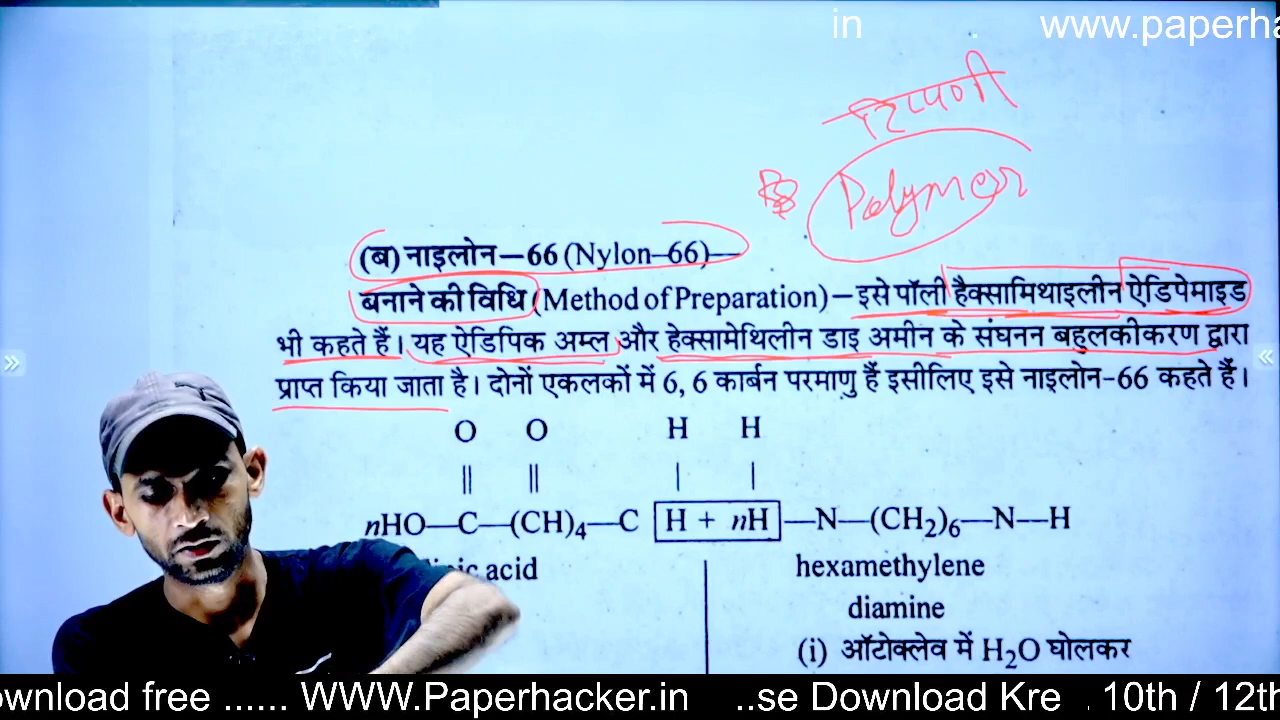 in . www.paperha
टिप्पणी
Polymer
(ब) नाइलोन–66 (Nylon–66)—
बनाने की विधि (Method of Preparation) – इसे पॉली हैक्सामिथाइलीन ऐडिपेमाइड
भी कहते हैं। यह ऐडिपिक अम्ल और हेक्सामेथिलीन डाइ अमीन के संघनन बहुलकीकरण द्वारा
प्राप्त किया जाता है। दोनों एकलकों में 6, 6 कार्बन परमाणु हैं इसीलिए इसे नाइलोन-66 कहते हैं।
O O H H
nHO—C—(CH)4—C H + nH —N—(CH2)6—N—H
acid hexamethylene
diamine
(i) ऑटोक्लेव में H2O घोलकर
ownload free ...... WWW.Paperhacker.in ..se Download Kre . 10th / 12th